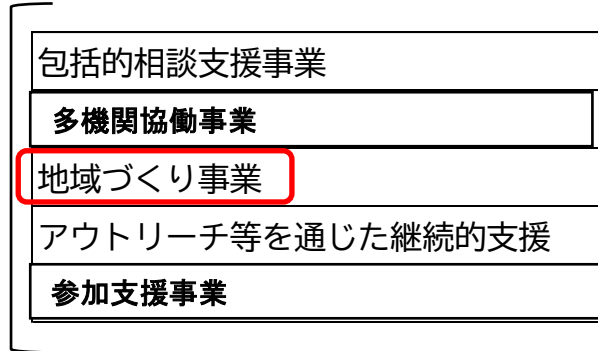 包括的相談支援事業
多機関協働事業
地域づくり事業
アウトリーチ等を通じた継続的支援
参加支援事業